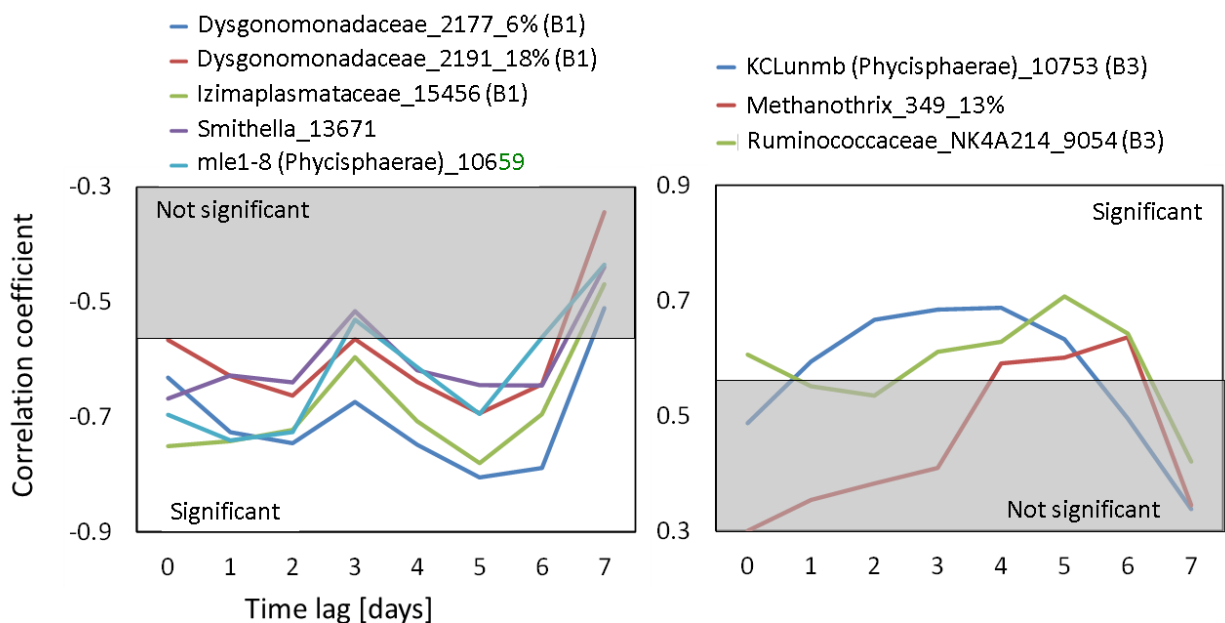 Dysgonomonadaceae_2177_6% (B1)
Dysgonomonadaceae_2191_18% (B1)
Izimaplasmataceae_15456 (B1)
Smithella_13671
mle1-8 (Phycisphaerae)_10659
KCLunmb (Phycisphaerae)_10753 (B3)
Methanothrix_349_13%
Ruminococcaceae_NK4A214_9054 (B3)
Correlation coefficient
-0.3
-0.5
-0.7
-0.9
Not significant
Significant
0 1 2 3 4 5 6 7
Time lag [days]
0.9
0.7
0.5
0.3
Significant
Not significant
0 1 2 3 4 5 6 7